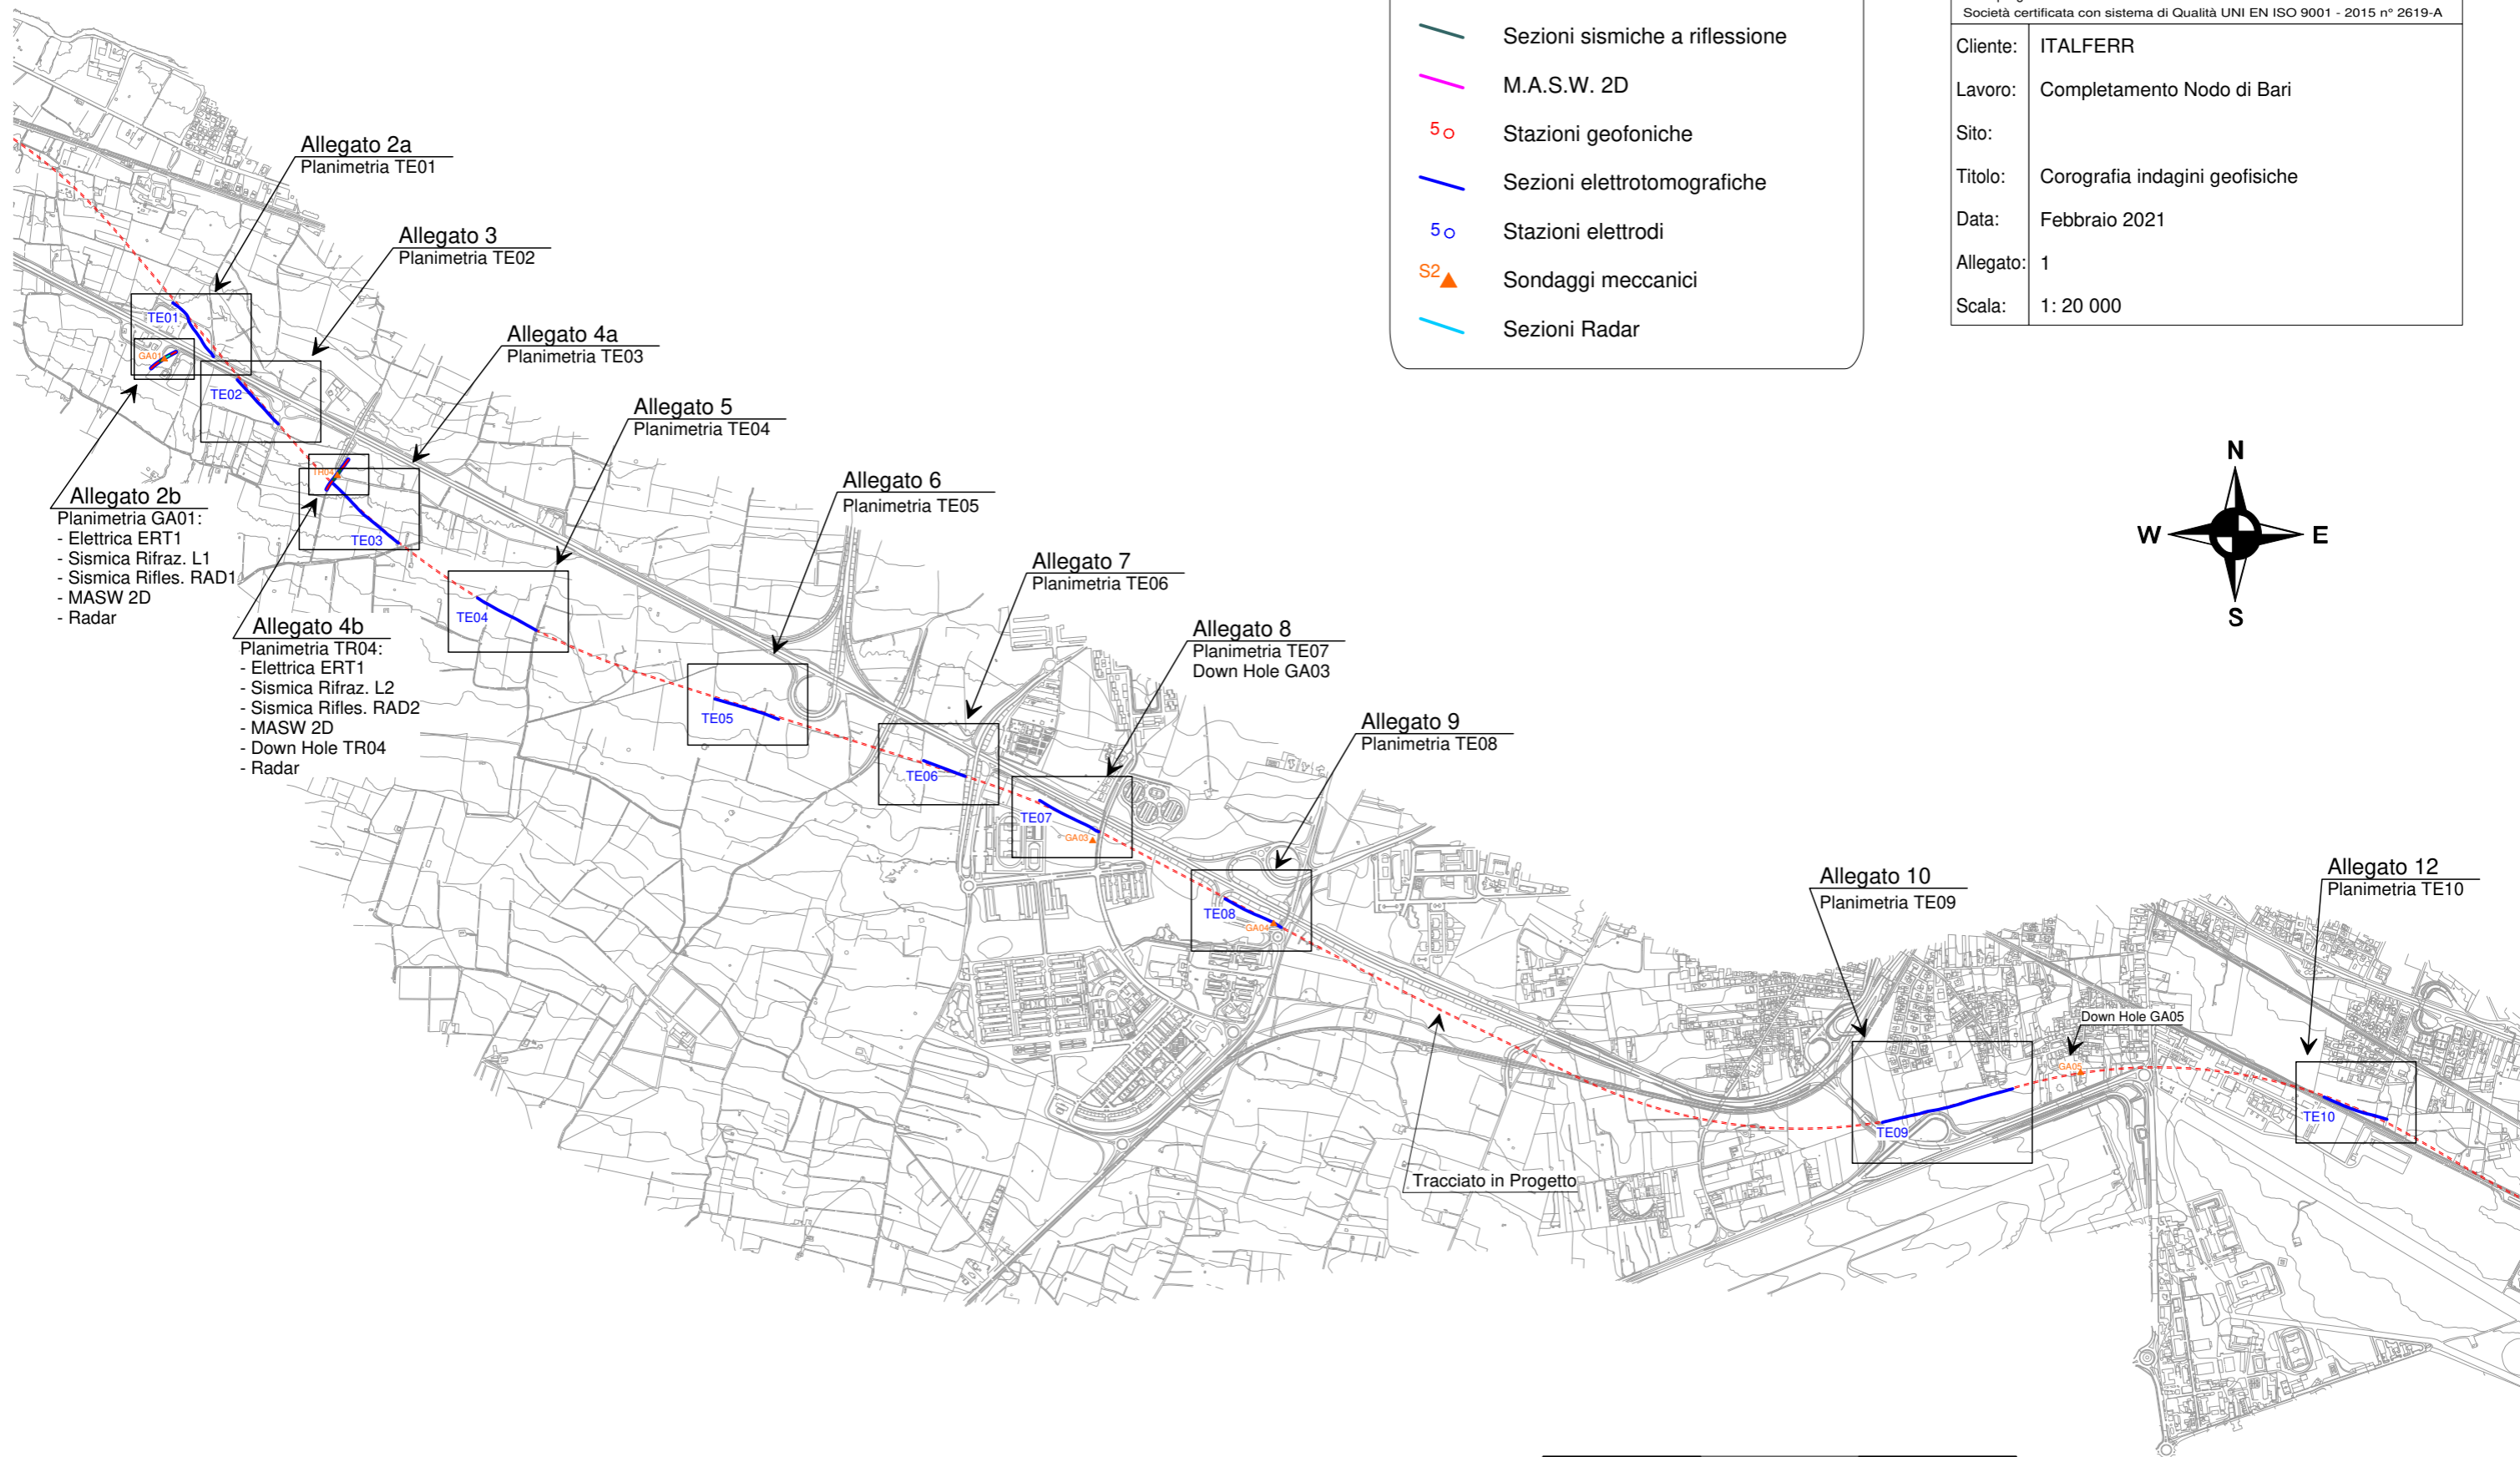 Società certificata con sistema di Qualità UNI EN ISO 9001 - 2015 n° 2619-A
Cliente: ITALFERR
Lavoro: Completamento Nodo di Bari
Sito:
Titolo: Corografia indagini geofisiche
Data: Febbraio 2021
Allegato: 1
Scala: 1: 20 000
Sezioni sismiche a riflessione
M.A.S.W. 2D
5 Stazioni geofoniche
Sezioni elettrotomografiche
5 Stazioni elettrodi
S2 Sondaggi meccanici
Sezioni Radar
N
W E
S
Allegato 2a
Planimetria TE01
Allegato 3
Planimetria TE02
Allegato 4a
Planimetria TE03
Allegato 5
Planimetria TE04
Allegato 6
Planimetria TE05
Allegato 7
Planimetria TE06
Allegato 8
Planimetria TE07
Down Hole GA03
Allegato 9
Planimetria TE08
Allegato 10
Planimetria TE09
Allegato 12
Planimetria TE10
Allegato 2b
Planimetria GA01:
- Elettrica ERT1
- Sismica Rifraz. L1
- Sismica Rifles. RAD1
- MASW 2D
- Radar
Allegato 4b
Planimetria TR04:
- Elettrica ERT1
- Sismica Rifraz. L2
- Sismica Rifles. RAD2
- MASW 2D
- Down Hole TR04
- Radar
TE01
GA01
TE02
TR04
TE03
TE04
TE05
TE06
TE07
GA03
TE08
GA04
Tracciato in Progetto
TE09
Down Hole GA05
GA05
TE10